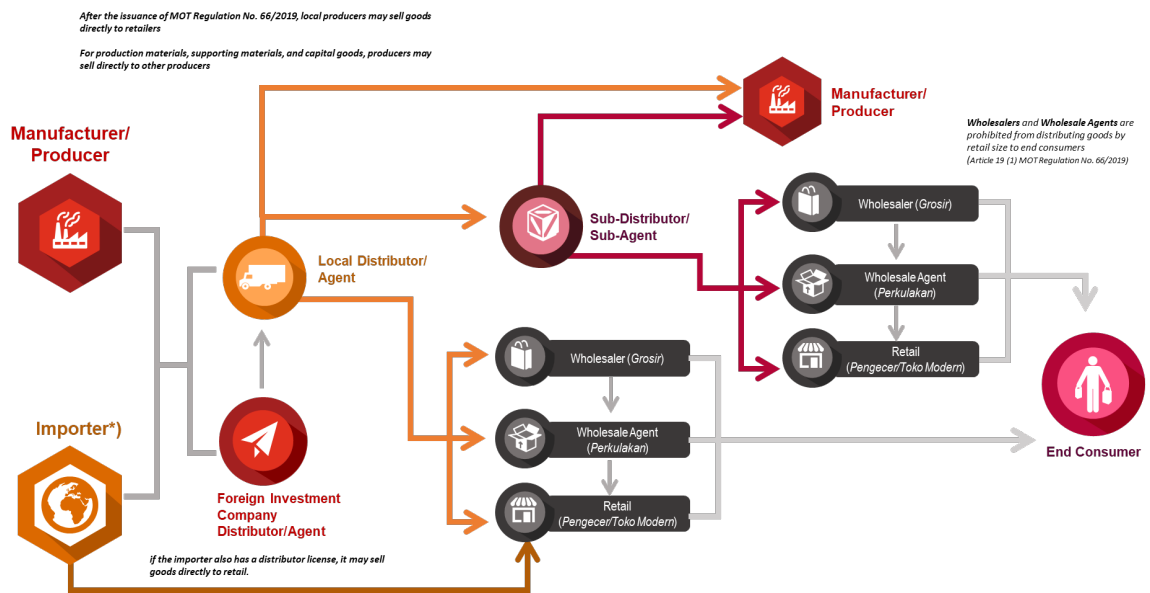 After the issuance of MOT Regulation No. 66/2019, local producers may sell goods
directly to retailers
For production materials, supporting materials, and capital goods, producers may
sell directly to other producers
Manufacturer/
Producer
Manufacturer/
Producer
Wholesalers and Wholesale Agents are
prohibited from distributing goods by
retail size to end consumers
(Article 19 (1) MOT Regulation No. 66/2019)
Sub-Distributor/
Sub-Agent
Wholesaler (Grosir)
Wholesale Agent
(Perkulakan)
Retail
(Pengecer/Toko Modern)
Local Distributor/
Agent
Wholesaler (Grosir)
Wholesale Agent
(Perkulakan)
Retail
(Pengecer/Toko Modern)
End Consumer
Importer*)
Foreign Investment
Company
Distributor/Agent
if the importer also has a distributor license, it may sell
goods directly to retail.